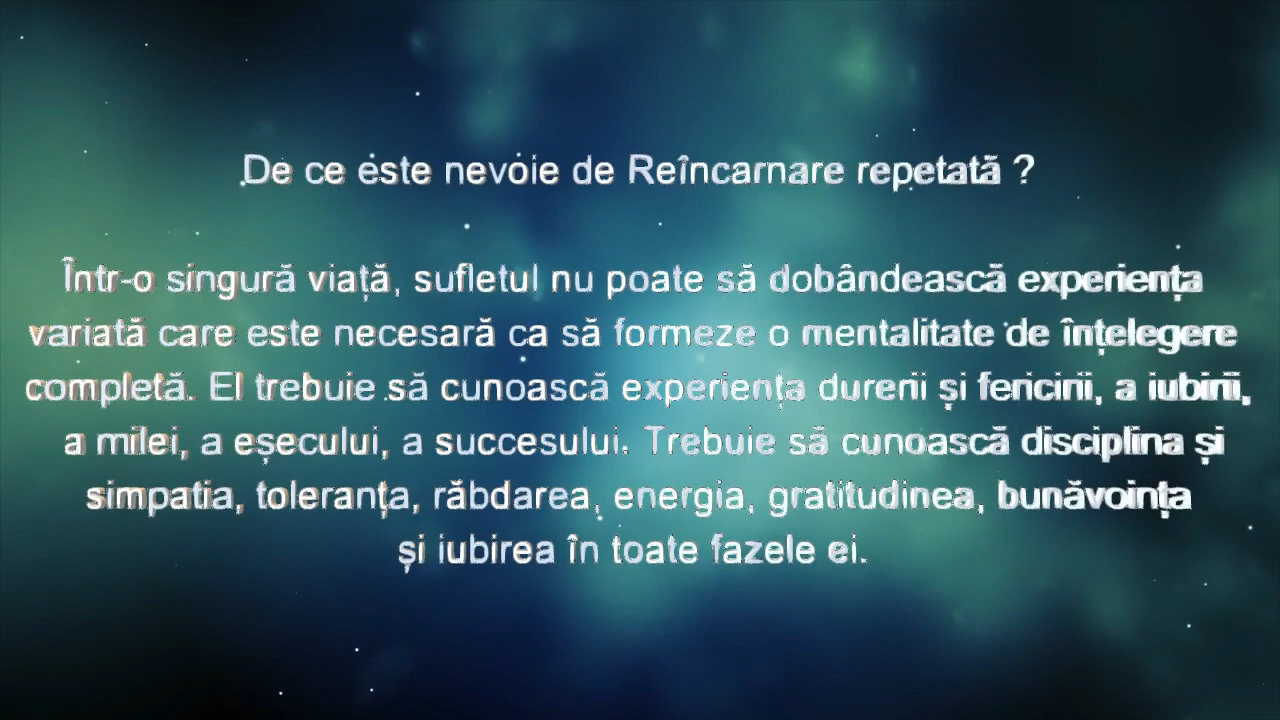 De ce este nevoie de Reîncarnare repetată ?
Într-o singură viață, sufletul nu poate să dobândească experiența
variată care este necesară ca să formeze o mentalitate de înțelegere
completă. El trebuie să cunoască experiența durerii și fericirii, a iubirii,
a milei, a eșecului, a succesului. Trebuie să cunoască disciplina și
simpatia, toleranța, răbdarea, energia, gratitudinea, bunăvoința
și iubirea în toate fazele ei.